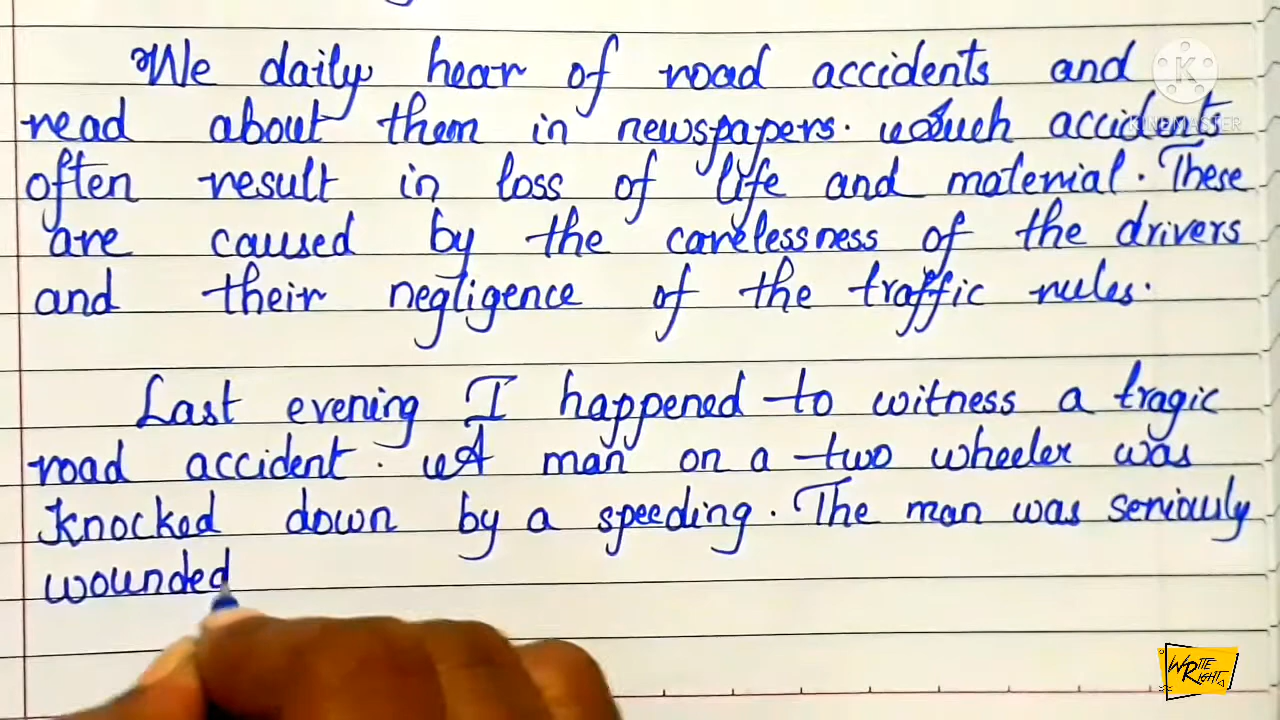 We daily hear of road accidents and
read about them in newspapers. Such accidents
often result in loss of life and material. These
are caused by the carelessness of the drivers
and their negligence of the traffic rules.
Last evening I happened to witness a tragic
road accident. A man on a two wheeler was
knocked down by a speeding. The man was seriously
wounded
K
KINEMASTER
WRITE
RIGHT